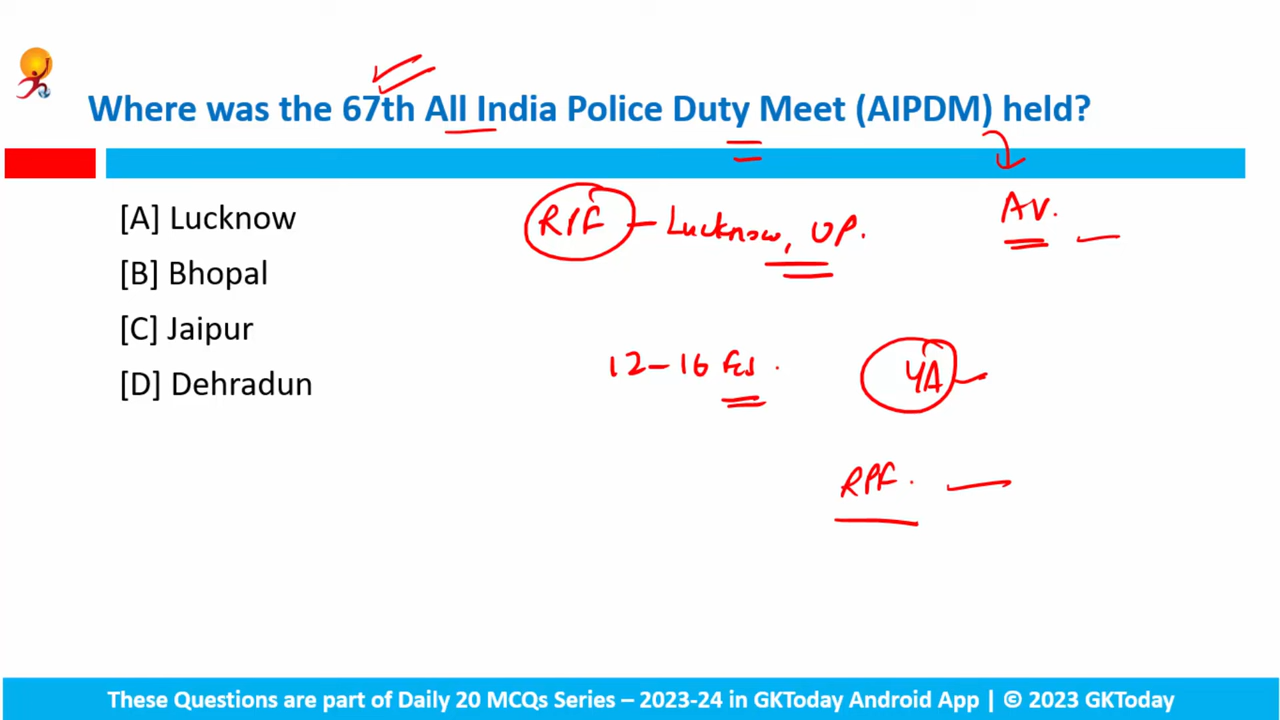 Where was the 67th All India Police Duty Meet (AIPDM) held?
[A] Lucknow
[B] Bhopal
[C] Jaipur
[D] Dehradun
RPF - Lucknow, UP.
AV.
12-16 Feb.
YA
RPF.
These Questions are part of Daily 20 MCQs Series – 2023-24 in GKToday Android App | © 2023 GKToday